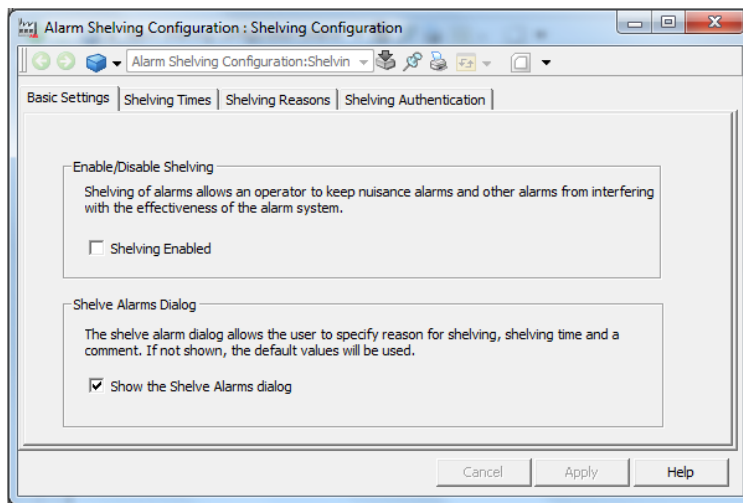 Alarm Shelving Configuration : Shelving Configuration
Alarm Shelving Configuration:Shelvin
Basic Settings Shelving Times Shelving Reasons Shelving Authentication
Enable/Disable Shelving
Shelving of alarms allows an operator to keep nuisance alarms and other alarms from interfering
with the effectiveness of the alarm system.
Shelving Enabled
Shelve Alarms Dialog
The shelve alarm dialog allows the user to specify reason for shelving, shelving time and a
comment. If not shown, the default values will be used.
Show the Shelve Alarms dialog
Cancel Apply Help